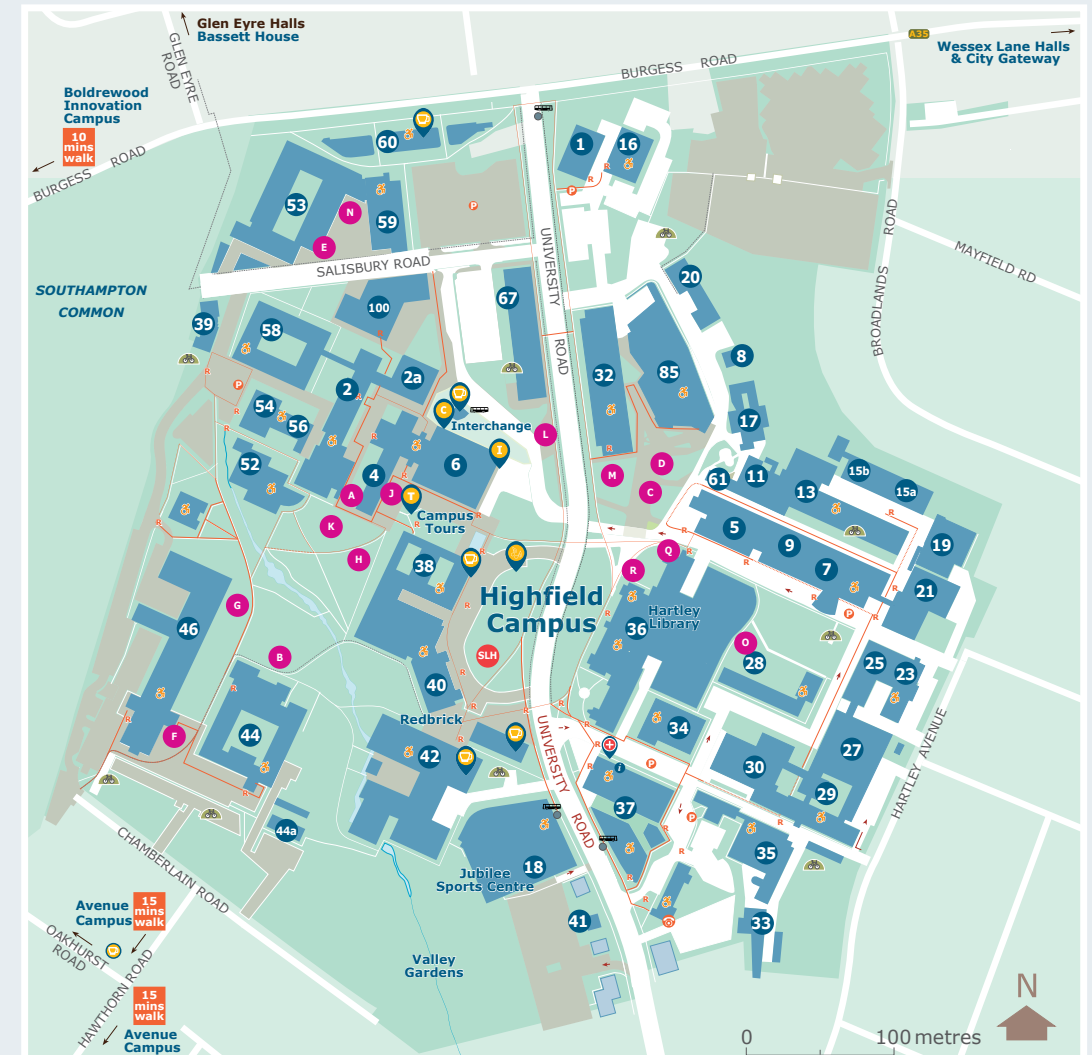 Glen Eyre Halls
Bassett House
GLEN EYRE
ROAD
A35
Wessex Lane Halls
& City Gateway
BURGESS ROAD
Boldrewood
Innovation
Campus
10
mins
walk
BURGESS ROAD
60
1
16
P
R
R
53
N
59
E
P
UNIVERSITY
ROAD
BROADLANDS
ROAD
MAYFIELD RD
SALISBURY ROAD
SOUTHAMPTON
COMMON
39
58
100
67
20
32
85
8
17
R
P
R
R
54
56
2
2a
R
R
C
Interchange
L
I
52
4
6
R
A
J
T
Campus
Tours
R
R
K
H
R
R
M
D
C
61
11
13
15b
15a
R
5
9
7
19
21
R
R
R
R
R
P
R
38
R
Q
R
R
Highfield
Campus
36
Hartley
Library
O
28
25
23
46
G
B
R
SLH
R
40
R
R
Redbrick
R
42
44
R
F
R
R
44a
34
R
R
R
P
30
27
29
R
R
37
i
P
R
R
R
R
35
33
UNIVERSITY
ROAD
HARTLEY AVENUE
18
Jubilee
Sports Centre
41
CHAMBERLAIN ROAD
Avenue
Campus
15
mins
walk
OAKHURST
ROAD
HAWTHORN ROAD
15
mins
walk
Avenue
Campus
Valley
Gardens
N
0
100 metres